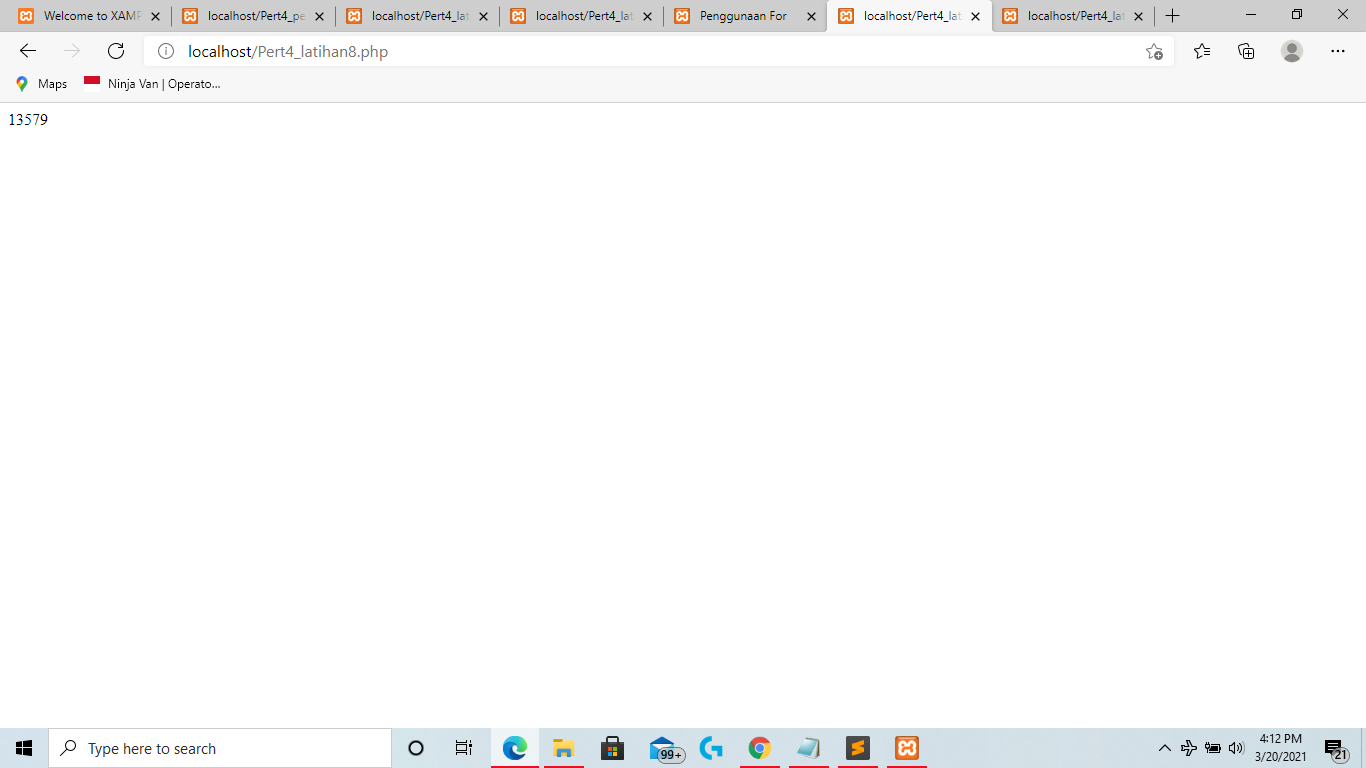 Welcome to XAMP
localhost/Pert4_pe
localhost/Pert4_lat
localhost/Pert4_lat
Penggunaan For
localhost/Pert4_lat
localhost/Pert4_lat
localhost/Pert4_latihan8.php
Maps
Ninja Van | Operato...
13579
Type here to search
99+
4:12 PM
3/20/2021
21